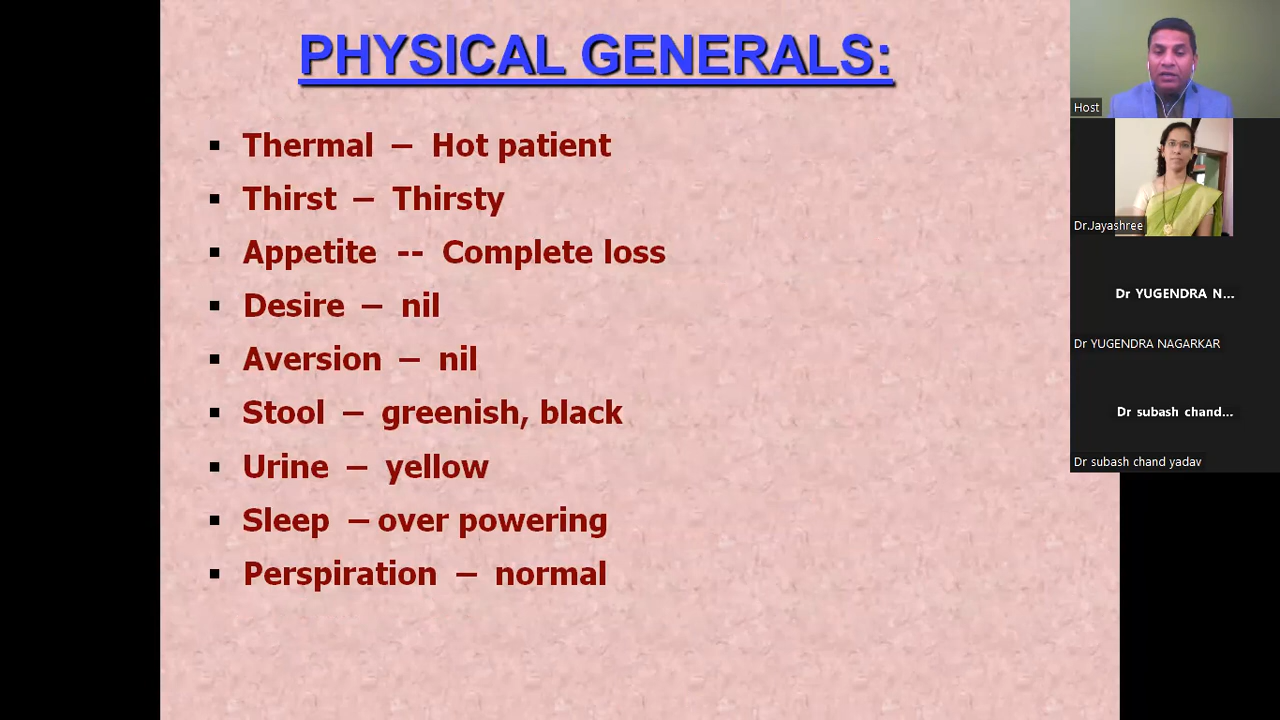 PHYSICAL GENERALS:
▪ Thermal – Hot patient
▪ Thirst – Thirsty
▪ Appetite -- Complete loss
▪ Desire – nil
▪ Aversion – nil
▪ Stool – greenish, black
▪ Urine – yellow
▪ Sleep – over powering
▪ Perspiration – normal
Host
Dr.Jayashree
Dr YUGENDRA N...
Dr YUGENDRA NAGARKAR
Dr subash chand...
Dr subash chand yadav